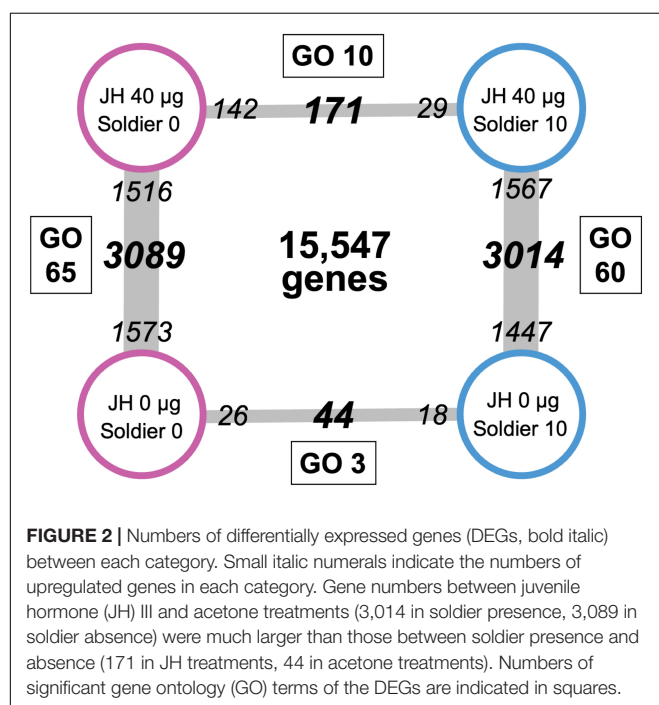 GO 10
JH 40 µg
Soldier 0
142 171 29
JH 40 µg
Soldier 10
1516
1567
GO
65
3089
15,547
genes
3014
GO
60
1573
1447
JH 0 µg
Soldier 0
26 44 18
JH 0 µg
Soldier 10
GO 3
FIGURE 2 | Numbers of differentially expressed genes (DEGs, bold italic)
between each category. Small italic numerals indicate the numbers of
upregulated genes in each category. Gene numbers between juvenile
hormone (JH) III and acetone treatments (3,014 in soldier presence, 3,089 in
soldier absence) were much larger than those between soldier presence and
absence (171 in JH treatments, 44 in acetone treatments). Numbers of
significant gene ontology (GO) terms of the DEGs are indicated in squares.